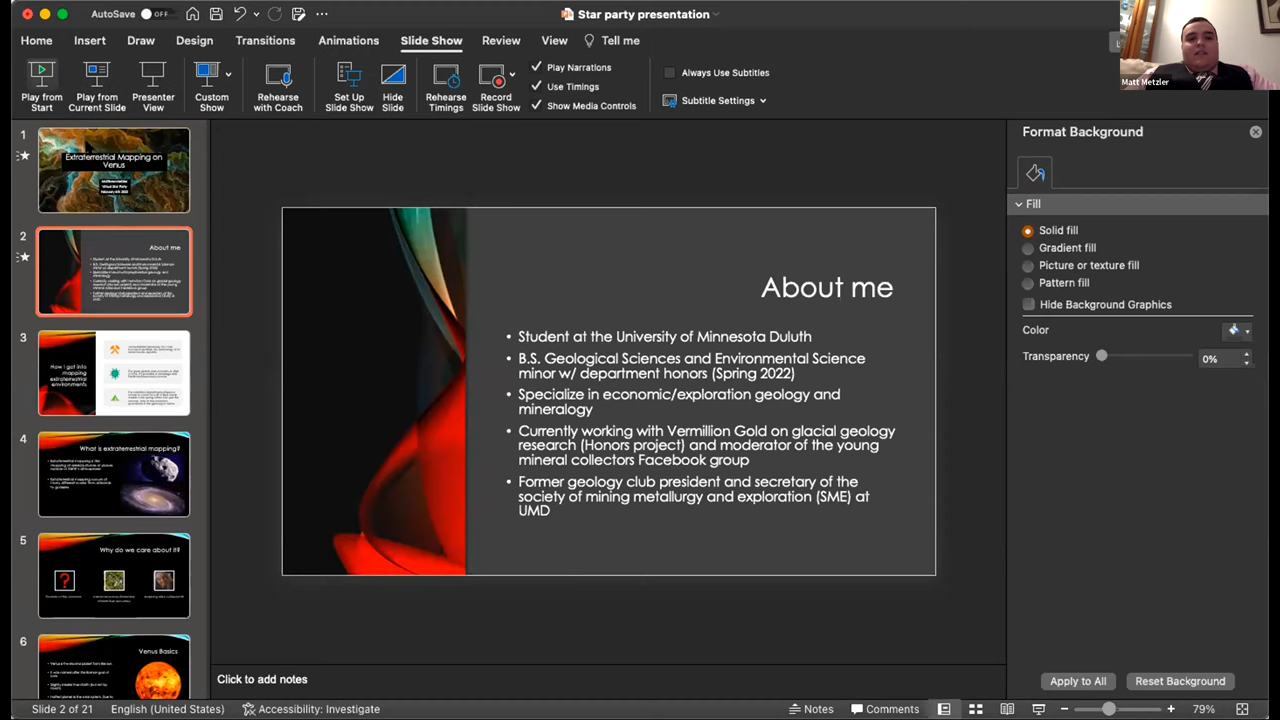 AutoSave OFF
Star party presentation
Home Insert Draw Design Transitions Animations Slide Show Review View Tell me
Play from Start
Play from Current Slide
Presenter View
Custom Show
Rehearse with Coach
Set Up Slide Show
Hide Slide
Rehearse Timings
Record Slide Show
Play Narrations
Use Timings
Show Media Controls
Always Use Subtitles
Subtitle Settings
Matt Metzler
1
Extraterrestrial Mapping on
Venus
2
About me
3
How I got into
mapping
extraterrestrial
environments
4
What is extraterrestrial mapping?
5
Why do we care about it?
6
Venus Basics
About me
• Student at the University of Minnesota Duluth
• B.S. Geological Sciences and Environmental Science
minor w/ department honors (Spring 2022)
• Specialize in economic/exploration geology and
mineralogy
• Currently working with Vermillion Gold on glacial geology
research (Honors project) and moderator of the young
mineral collectors Facebook group
• Former geology club president and secretary of the
society of mining metallurgy and exploration (SME) at
UMD
Format Background
Fill
Solid fill
Gradient fill
Picture or texture fill
Pattern fill
Hide Background Graphics
Color
Transparency 0%
Apply to All Reset Background
Click to add notes
Slide 2 of 21 English (United States) Accessibility: Investigate Notes Comments 79%